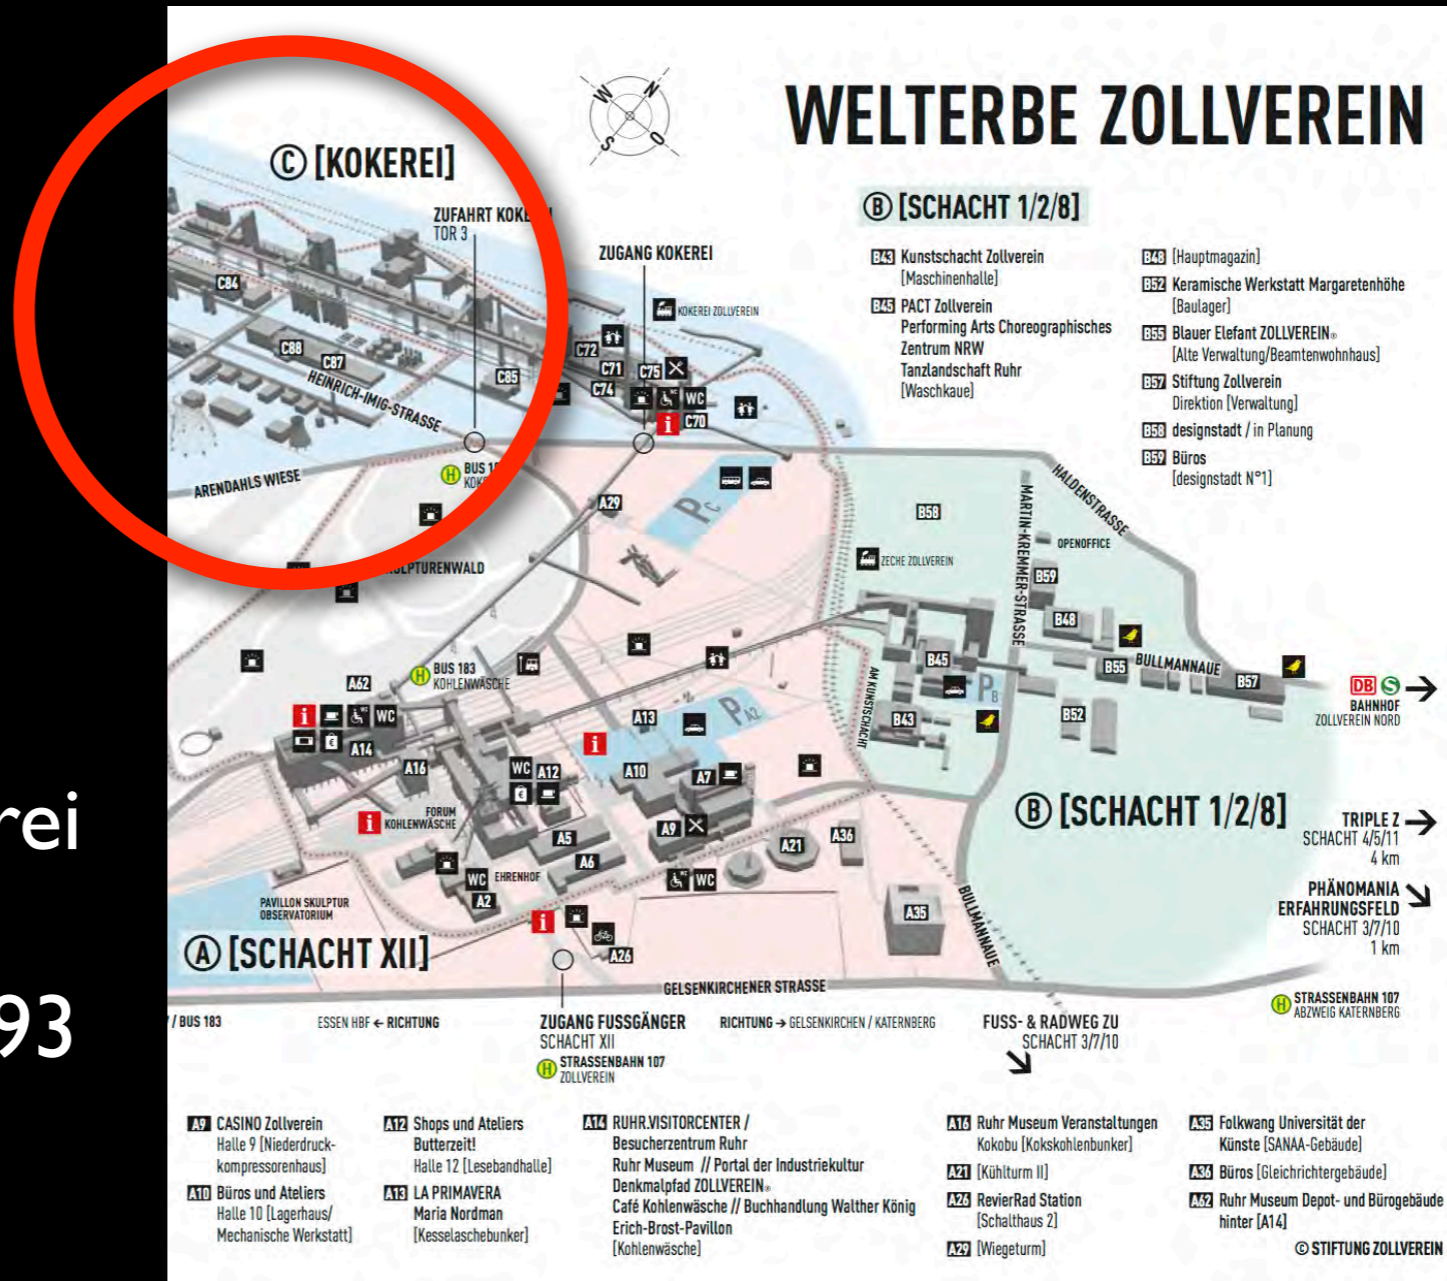 WELTERBE ZOLLVEREIN
W
N
S
O
Ⓒ [KOKEREI]
ZUFAHRT KOKE
TOR 3
ZUGANG KOKEREI
KOKEREI ZOLLVEREIN
C84
C88
C87
C85
C72
C71
C74
C75
WC
i
C70
HEINRICH-IMIG-STRASSE
ARENDAHLS WIESE
H BUS 1
KOK
A29
PC
SKULPTURENWALD
Ⓑ [SCHACHT 1/2/8]
B43 Kunstschacht Zollverein
[Maschinenhalle]
B45 PACT Zollverein
Performing Arts Choreographisches
Zentrum NRW
Tanzlandschaft Ruhr
[Waschkaue]
B48 [Hauptmagazin]
B52 Keramische Werkstatt Margaretenhöhe
[Baulager]
B55 Blauer Elefant ZOLLVEREIN®
[Alte Verwaltung/Beamtenwohnhaus]
B57 Stiftung Zollverein
Direktion [Verwaltung]
B58 designstadt / in Planung
B59 Büros
[designstadt N°1]
HALDENSTRASSE
MARTIN-KREMMER-STRASSE
B58
OPENOFFICE
ZECHE ZOLLVEREIN
B59
B48
B45
B55
BULLMANNAUE
B57
PB
B43
B52
AM KUNSTSCHACHT
DB S →
BAHNHOF
ZOLLVEREIN NORD
H BUS 183
KOHLENWÄSCHE
A62
i
WC
A14
A16
A13
PA2
i
WC A12
A10
A7
FORUM
i KOHLENWÄSCHE
A5
A9
A21
A36
A6
WC
EHRENHOF
A2
WC
PAVILLON SKULPTUR
OBSERVATORIUM
i
A35
A26
BULLMANNAUE
Ⓑ [SCHACHT 1/2/8]
TRIPLE Z →
SCHACHT 4/5/11
4 km
PHÄNOMANIA
ERFAHRUNGSFELD
SCHACHT 3/7/10
1 km
Ⓐ [SCHACHT XII]
GELSENKIRCHENER STRASSE
H STRASSENBAHN 107
ABZWEIG KATERNBERG
/ BUS 183
ESSEN HBF ← RICHTUNG
ZUGANG FUSSGÄNGER
SCHACHT XII
H STRASSENBAHN 107
ZOLLVEREIN
RICHTUNG → GELSENKIRCHEN / KATERNBERG
FUSS- & RADWEG ZU
SCHACHT 3/7/10
rei
93
A9 CASINO Zollverein
Halle 9 [Niederdruck-
kompressorenhaus]
A10 Büros und Ateliers
Halle 10 [Lagerhaus/
Mechanische Werkstatt]
A12 Shops und Ateliers
Butterzeit!
Halle 12 [Lesebandhalle]
A13 LA PRIMAVERA
Maria Nordman
[Kesselaschebunker]
A14 RUHR.VISITORCENTER /
Besucherzentrum Ruhr
Ruhr Museum // Portal der Industriekultur
Denkmalpfad ZOLLVEREIN®
Café Kohlenwäsche // Buchhandlung Walther König
Erich-Brost-Pavillon
[Kohlenwäsche]
A16 Ruhr Museum Veranstaltungen
Kokobu [Kokskohlenbunker]
A21 [Kühlturm II]
A26 RevierRad Station
[Schalthaus 2]
A29 [Wiegeturm]
A35 Folkwang Universität der
Künste [SANAA-Gebäude]
A36 Büros [Gleichrichtergebäude]
A62 Ruhr Museum Depot- und Bürogebäude
hinter [A14]
© STIFTUNG ZOLLVEREIN